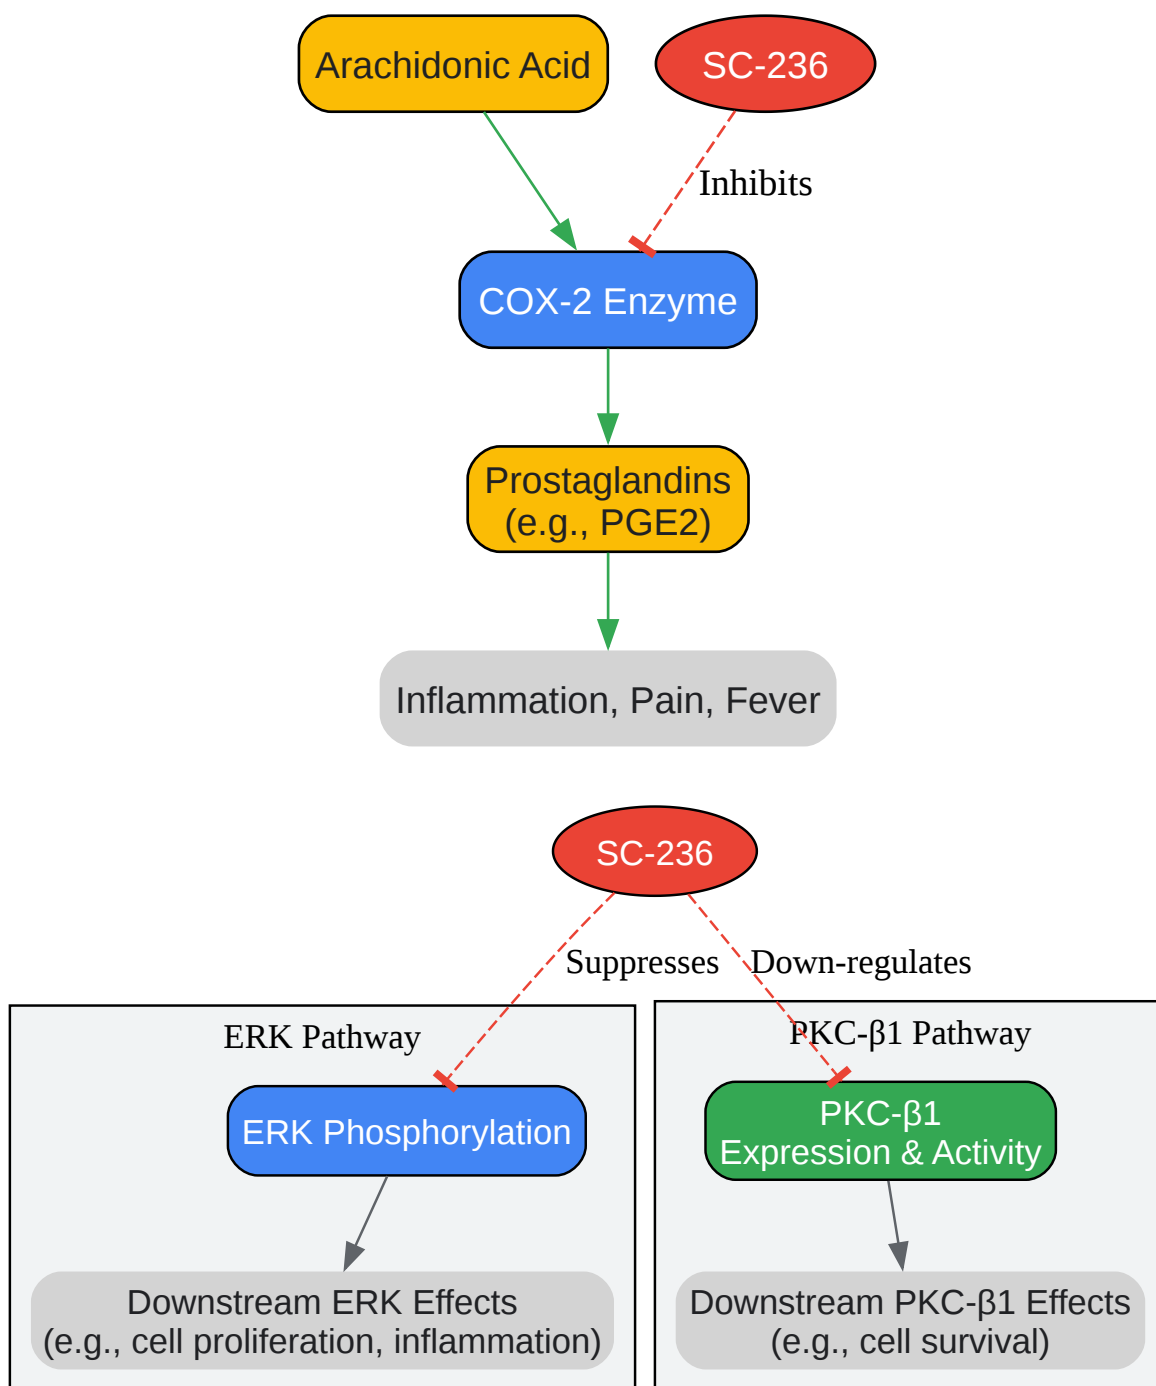 Arachidonic Acid
SC-236
Inhibits
COX-2 Enzyme
Prostaglandins
(e.g., PGE2)
Inflammation, Pain, Fever
SC-236
Suppresses
Down-regulates
ERK Pathway
PKC-β1 Pathway
ERK Phosphorylation
PKC-β1
Expression & Activity
Downstream ERK Effects
(e.g., cell proliferation, inflammation)
Downstream PKC-β1 Effects
(e.g., cell survival)